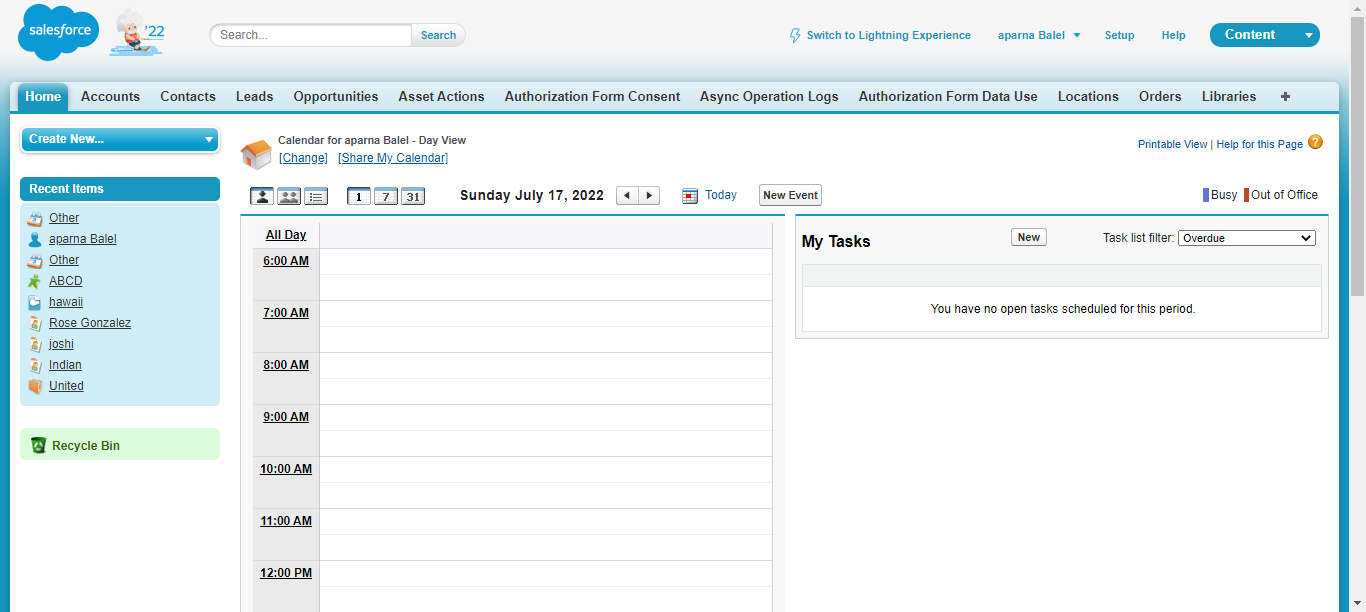 salesforce
'22
Search...
Search
Switch to Lightning Experience
aparna Balel
Setup
Help
Content
Home
Accounts
Contacts
Leads
Opportunities
Asset Actions
Authorization Form Consent
Async Operation Logs
Authorization Form Data Use
Locations
Orders
Libraries
+
Create New...
Recent Items
Other
aparna Balel
Other
ABCD
hawaii
Rose Gonzalez
joshi
Indian
United
Recycle Bin
Calendar for aparna Balel - Day View
[Change] [Share My Calendar]
Printable View | Help for this Page ?
1
7
31
Sunday July 17, 2022
Today
New Event
Busy
Out of Office
All Day
6:00 AM
7:00 AM
8:00 AM
9:00 AM
10:00 AM
11:00 AM
12:00 PM
My Tasks
New
Task list filter: Overdue
You have no open tasks scheduled for this period.